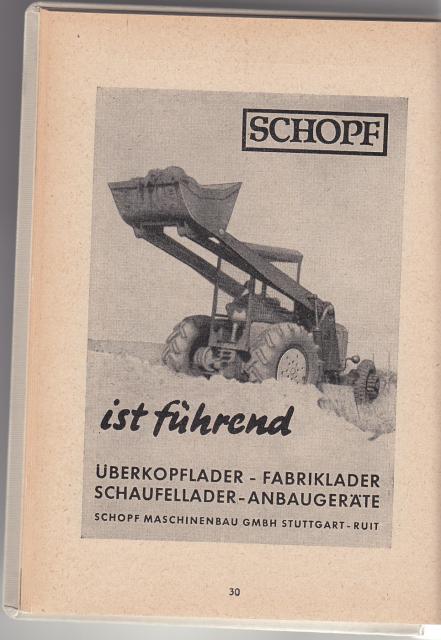 SCHOPF
ist führend
ÜBERKOPFLADER - FABRIKLADER
SCHAUFELLADER-ANBAUGERÄTE
SCHOPF MASCHINENBAU GMBH STUTTGART-RUIT
30